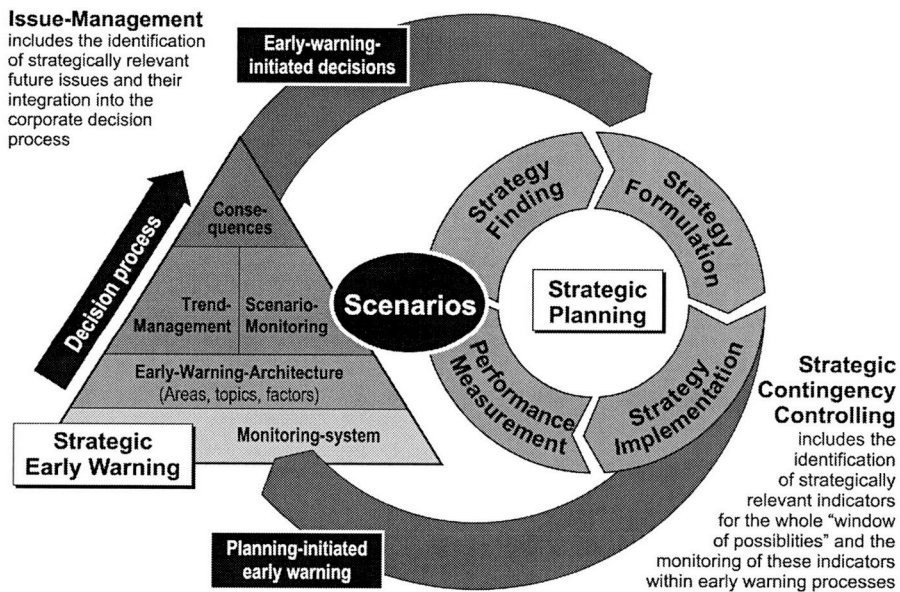 Issue-Management
includes the identification
of strategically relevant
future issues and their
integration into the
corporate decision
process
Early-warning-
initiated decisions
Decision process
Conse-
quences
Trend-
Management
Scenario-
Monitoring
Early-Warning-Architecture
(Areas, topics, factors)
Monitoring-system
Strategic
Early Warning
Scenarios
Strategy
Finding
Strategy
Formulation
Strategic
Planning
Performance
Measurement
Strategy
Implementation
Strategic
Contingency
Controlling
includes the
identification
of strategically
relevant indicators
for the whole “window
of possiblities” and the
monitoring of these indicators
within early warning processes
Planning-initiated
early warning